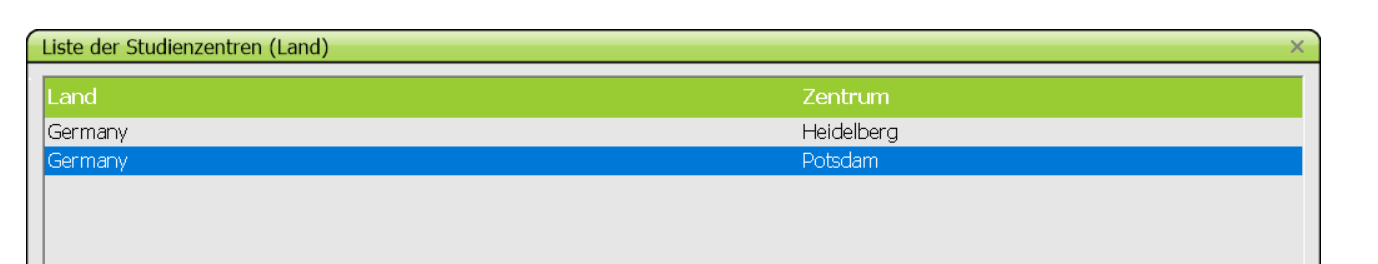 Liste der Studienzentren (Land)
Land Zentrum
Germany Heidelberg
Germany Potsdam